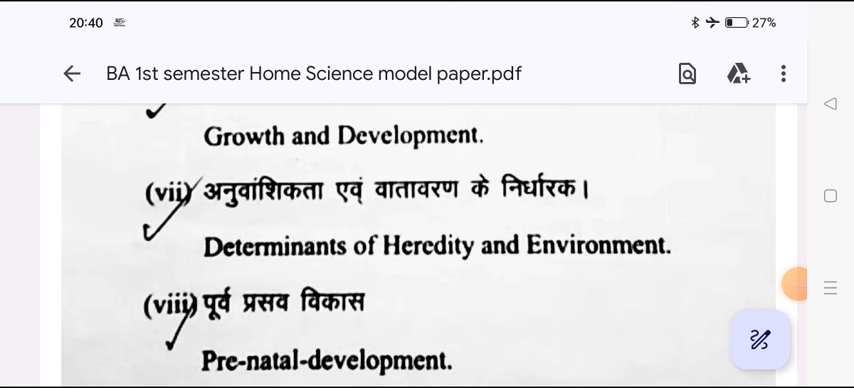 20:40
27%
BA 1st semester Home Science model paper.pdf
Growth and Development.
(vii) अनुवांशिकता एवं वातावरण के निर्धारक।
Determinants of Heredity and Environment.
(viii) पूर्व प्रसव विकास
Pre-natal-development.